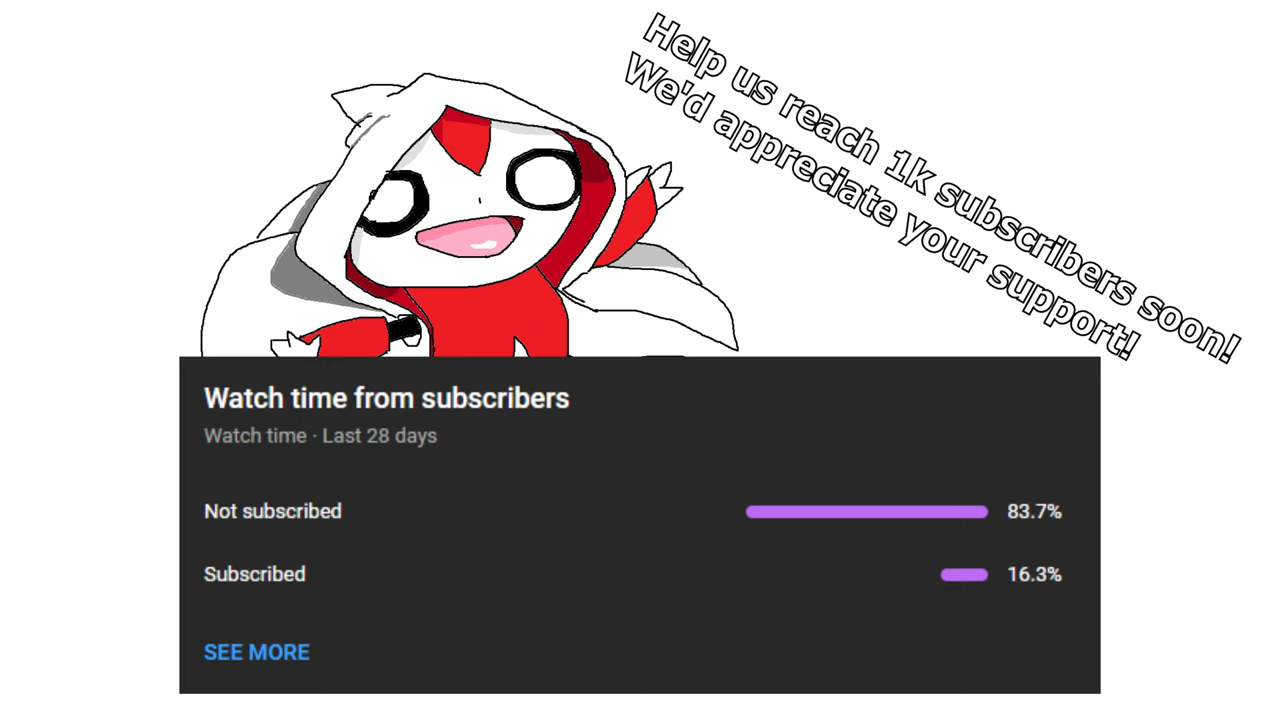 Help us reach 1k subscribers soon!
We'd appreciate your support!
Watch time from subscribers
Watch time · Last 28 days
Not subscribed 83.7%
Subscribed 16.3%
SEE MORE